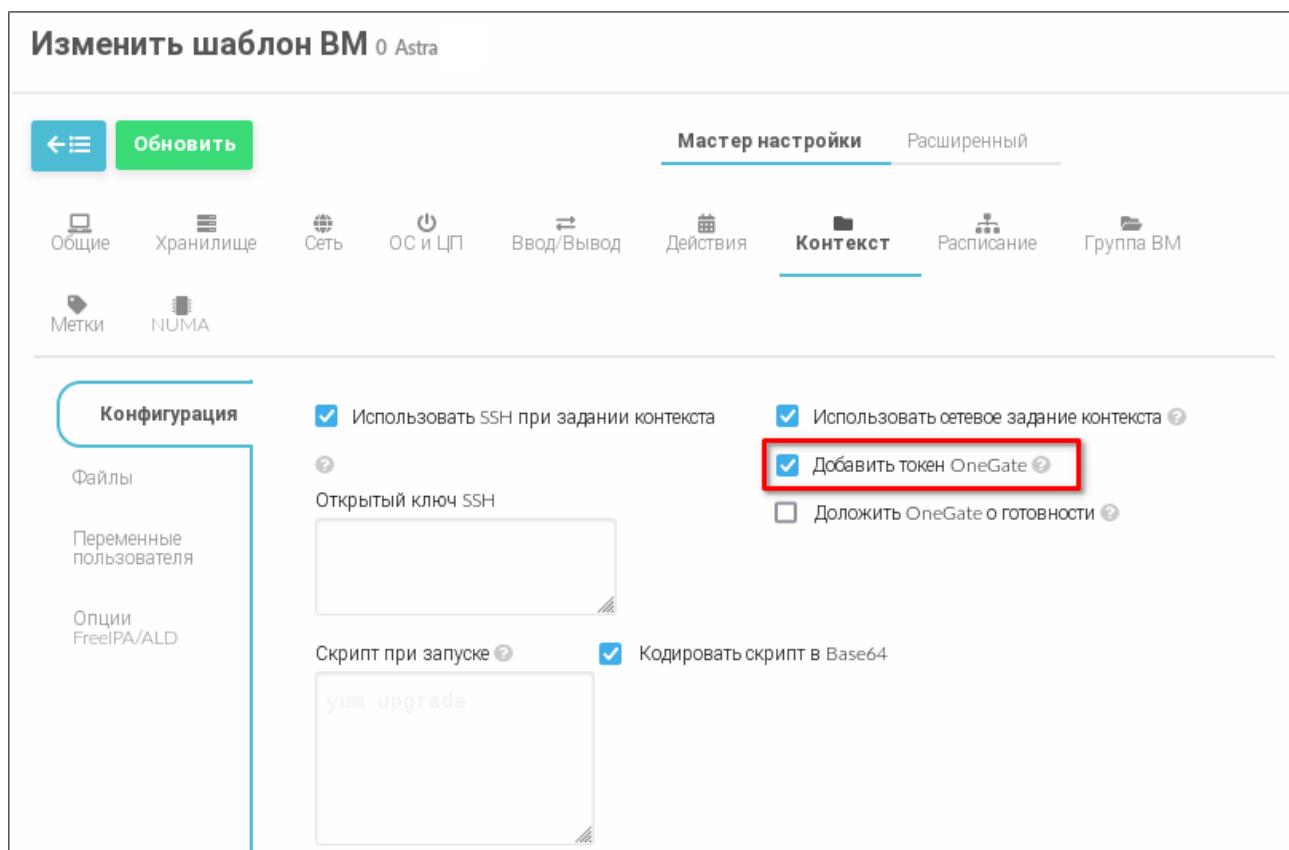 Изменить шаблон ВМ 0 Astra
Обновить
Мастер настройки Расширенный
Общие Хранилище Сеть ОС и ЦП Ввод/Вывод Действия Контекст Расписание Группа ВМ
Метки NUMA
Конфигурация
Файлы
Переменные
пользователя
Опции
FreeIPA/ALD
Использовать SSH при задании контекста
Открытый ключ SSH
Использовать сетевое задание контекста
Добавить токен OneGate
Доложить OneGate о готовности
Скрипт при запуске Кодировать скрипт в Base64
yum upgrade